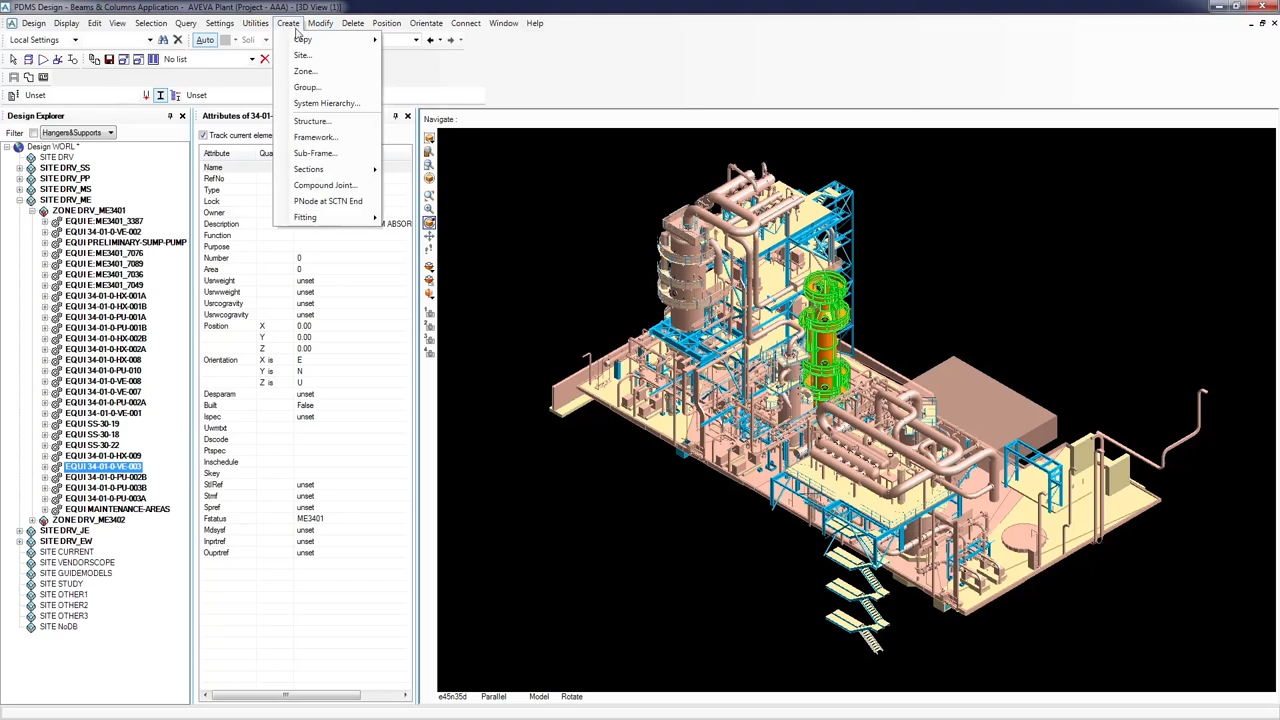 PDMS Design - Beams & Columns Application - AVEVA Plant (Project - AAA) - [3D View (1)]
Design Display Edit View Selection Query Settings Utilities Create Modify Delete Position Orientate Connect Window Help
Local Settings Auto Soli
No list
Unset Unset
Copy
Site...
Zone...
Group...
System Hierarchy...
Structure...
Framework...
Sub-Frame...
Sections
Compound Joint...
PNode at SCTN End
Fitting
Design Explorer
Filter Hangers&Supports
Design WORL *
SITE DRV
SITE DRV_SS
SITE DRV_PP
SITE DRV_MS
SITE DRV_ME
ZONE DRV_ME3401
EQUI E:ME3401_3387
EQUI 34-01-0-VE-002
EQUI PRELIMINARY-SUMP-PUMP
EQUI E:ME3401_7076
EQUI E:ME3401_7089
EQUI E:ME3401_7036
EQUI E:ME3401_7049
EQUI 34-01-0-HX-001A
EQUI 34-01-0-HX-001B
EQUI 34-01-0-PU-001A
EQUI 34-01-0-PU-001B
EQUI 34-01-0-HX-002B
EQUI 34-01-0-HX-002A
EQUI 34-01-0-HX-008
EQUI 34-01-0-PU-010
EQUI 34-01-0-VE-008
EQUI 34-01-0-VE-007
EQUI 34-01-0-PU-002A
EQUI 34-01-0-VE-001
EQUI SS-30-19
EQUI SS-30-18
EQUI SS-30-22
EQUI 34-01-0-HX-009
EQUI 34-01-0-VE-003
EQUI 34-01-0-PU-002B
EQUI 34-01-0-PU-003B
EQUI 34-01-0-PU-003A
EQUI MAINTENANCE-AREAS
ZONE DRV_ME3402
SITE DRV_JE
SITE DRV_EW
SITE CURRENT
SITE VENDORSCOPE
SITE GUIDEMODELS
SITE STUDY
SITE OTHER1
SITE OTHER2
SITE OTHER3
SITE NoDB
Attributes of 34-01-
Track current eleme
Attribute Qua
Name
RefNo
Type
Lock
Owner
Description M ABSOR
Function
Purpose
Number 0
Area 0
Usrweight unset
Usrwweight unset
Usrcogravity unset
Usrwcogravity unset
Position X 0.00
Y 0.00
Z 0.00
Orientation X is E
Y is N
Z is U
Desparam unset
Built False
Ispec unset
Uwmtxt
Dscode
Ptspec
Inschedule
Skey
StlRef unset
Stmf unset
Spref unset
Fstatus ME3401
Mdsysf unset
Inprtref unset
Ouprtref unset
Navigate :
e45n35d Parallel Model Rotate